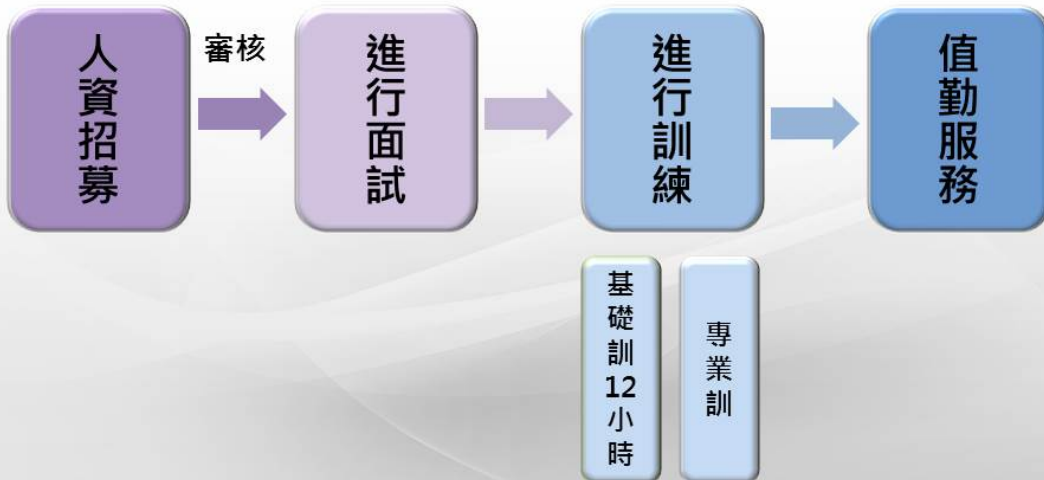 人資招募
審核
進行面試
進行訓練
值勤服務
基礎訓12小時
專業訓